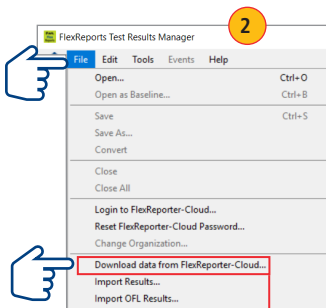 2
FlexReports Test Results Manager
File Edit Tools Events Help
Open... Ctrl+O
Open as Baseline... Ctrl+B
Save Ctrl+S
Save As...
Convert
Close
Close All
Login to FlexReporter-Cloud...
Reset FlexReporter-Cloud Password...
Change Organization...
Download data from FlexReporter-Cloud...
Import Results...
Import OFL Results...